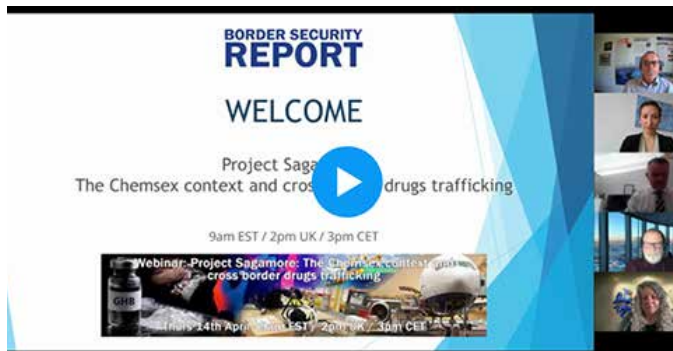 BORDER SECURITY
REPORT
WELCOME
Project Saga
The Chemsex context and cros drugs trafficking
9am EST / 2pm UK / 3pm CET
Webinar: Project Sagamore: The Chemsex context and
cross border drugs trafficking
GHB
Thurs 14th April 9am EST / 2pm UK / 3pm CET